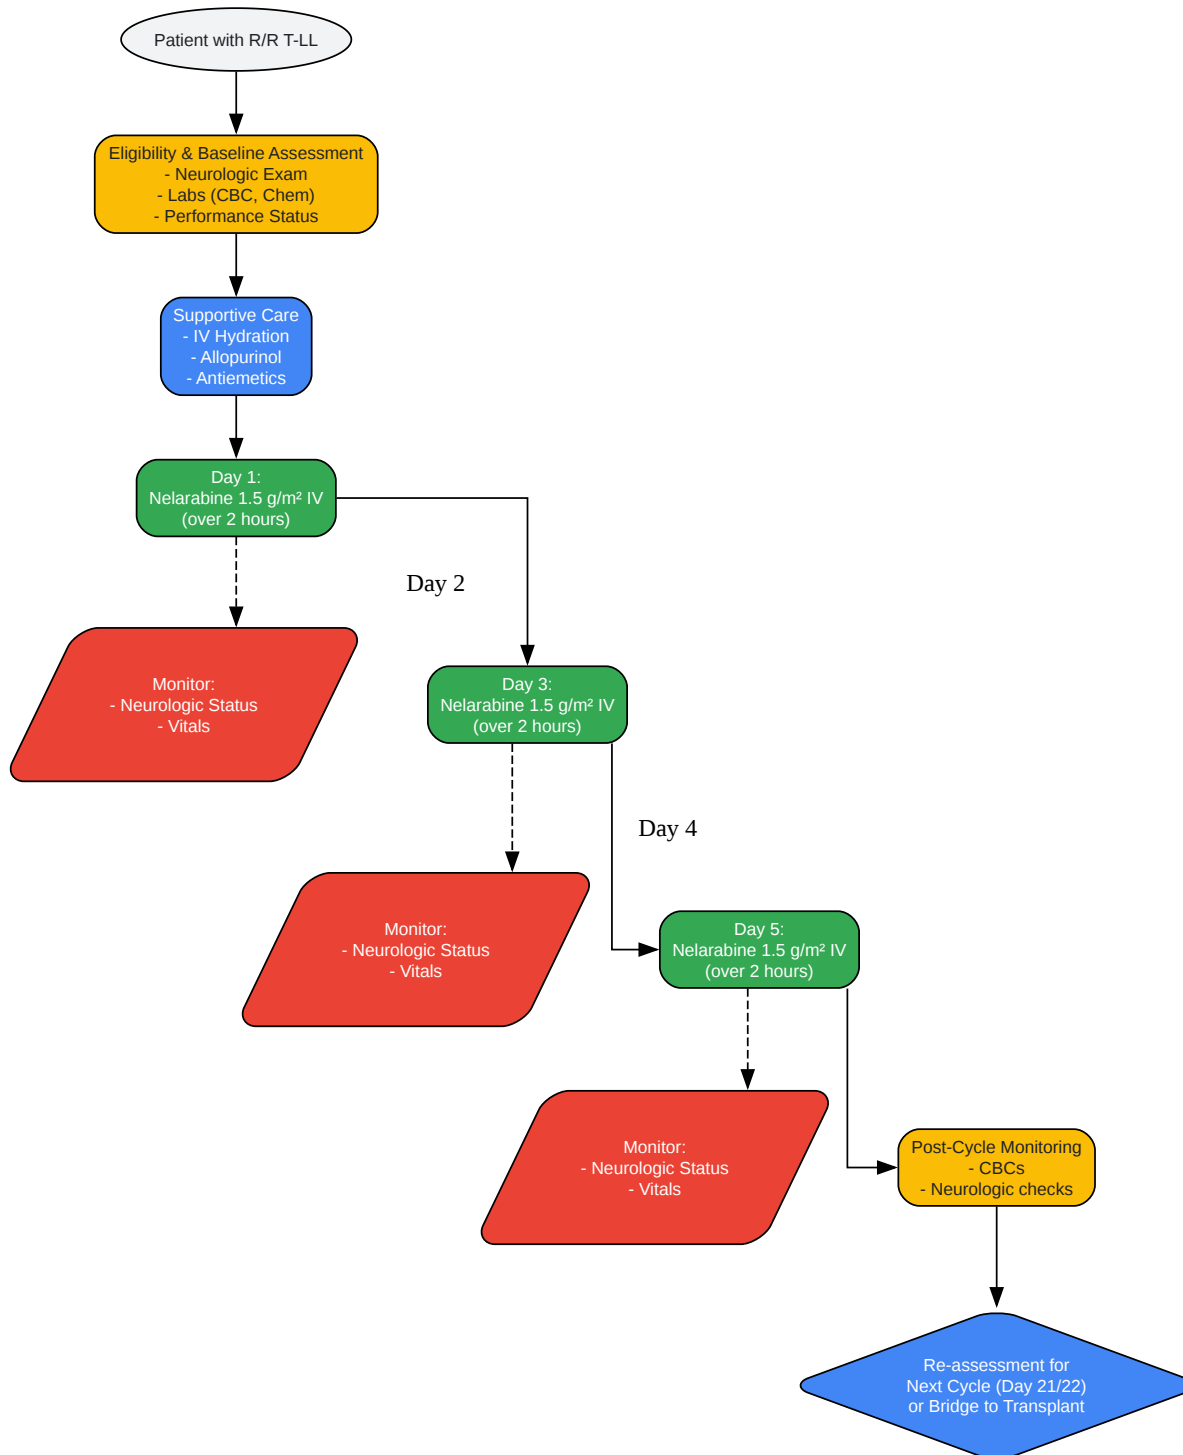 Patient with R/R T-LL
Eligibility & Baseline Assessment
- Neurologic Exam
- Labs (CBC, Chem)
- Performance Status
Supportive Care
- IV Hydration
- Allopurinol
- Antiemetics
Day 1:
Nelarabine 1.5 g/m² IV
(over 2 hours)
Day 2
Monitor:
- Neurologic Status
- Vitals
Day 3:
Nelarabine 1.5 g/m² IV
(over 2 hours)
Day 4
Monitor:
- Neurologic Status
- Vitals
Day 5:
Nelarabine 1.5 g/m² IV
(over 2 hours)
Monitor:
- Neurologic Status
- Vitals
Post-Cycle Monitoring
- CBCs
- Neurologic checks
Re-assessment for
Next Cycle (Day 21/22)
or Bridge to Transplant